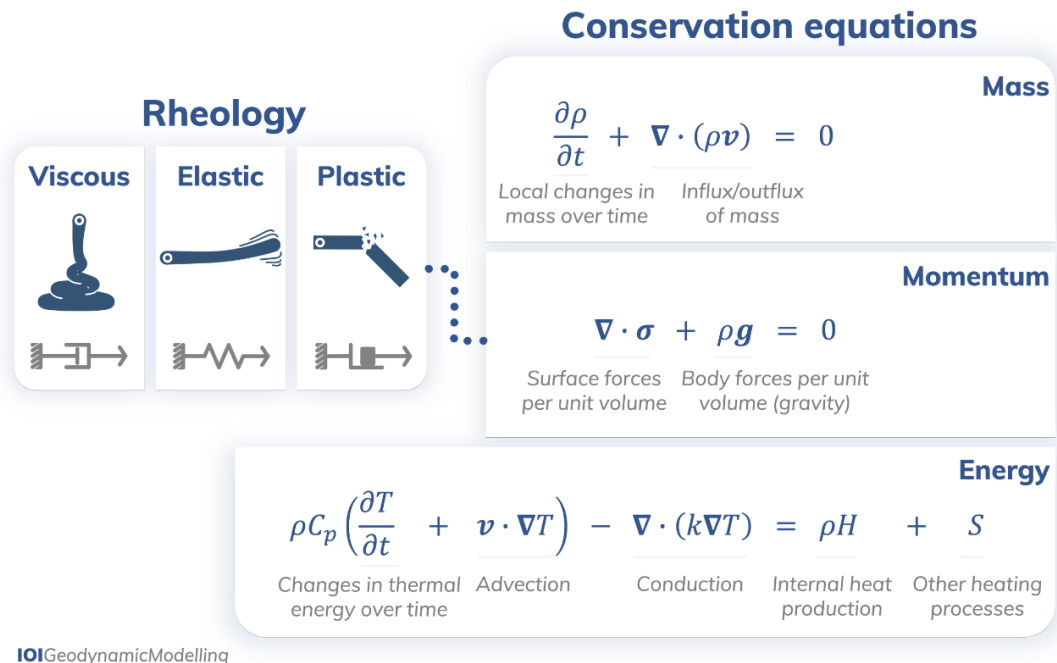 Conservation equations
Rheology
Viscous
Elastic
Plastic
Mass
∂ρ/∂t + ∇ · (ρv) = 0
Local changes in
mass over time
Influx/outflux
of mass
Momentum
∇ · σ + ρg = 0
Surface forces
per unit volume
Body forces per unit
volume (gravity)
Energy
ρC_p(∂T/∂t + v · ∇T) − ∇ · (k∇T) = ρH + S
Changes in thermal
energy over time
Advection
Conduction
Internal heat
production
Other heating
processes
IOIGeodynamicModelling